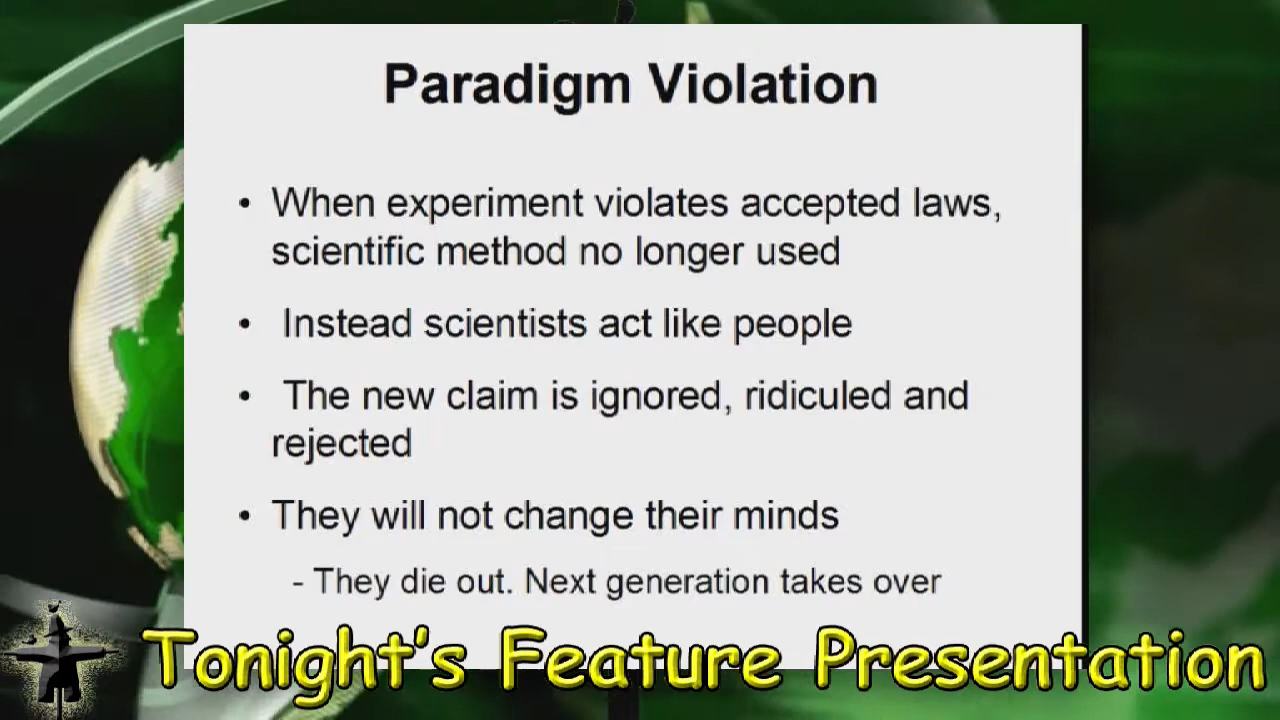 Paradigm Violation
• When experiment violates accepted laws,
scientific method no longer used
• Instead scientists act like people
• The new claim is ignored, ridiculed and
rejected
• They will not change their minds
- They die out. Next generation takes over
Tonight's Feature Presentation